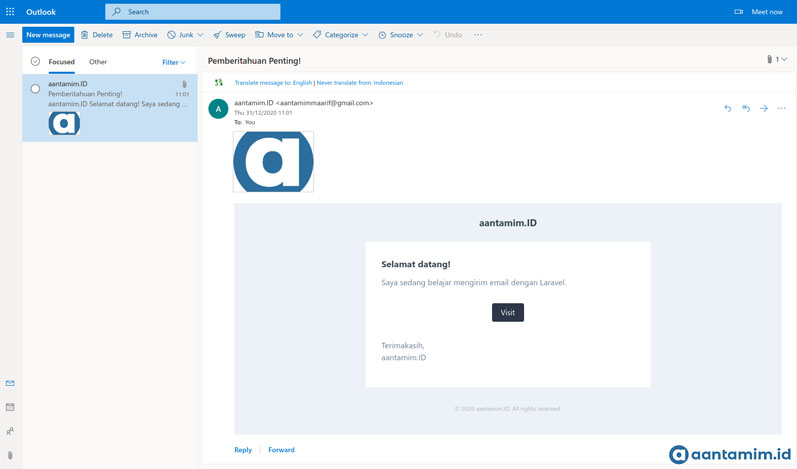 Outlook
Search
Meet now
New message
Delete
Archive
Junk
Sweep
Move to
Categorize
Snooze
Undo
Focused
Other
Filter
aantamim.ID
Pemberitahuan Penting!
11:01
aantamim.ID Selamat datang! Saya sedang ...
a
Pemberitahuan Penting!
1
Translate message to: English | Never translate from: Indonesian
A
aantamim.ID <aantamimmaarif@gmail.com>
Thu 31/12/2020 11:01
To: You
a
aantamim.ID
Selamat datang!
Saya sedang belajar mengirim email dengan Laravel.
Visit
Terimakasih,
aantamim.ID
© 2020 aantamim.ID. All rights reserved.
Reply
Forward
a aantamim.id